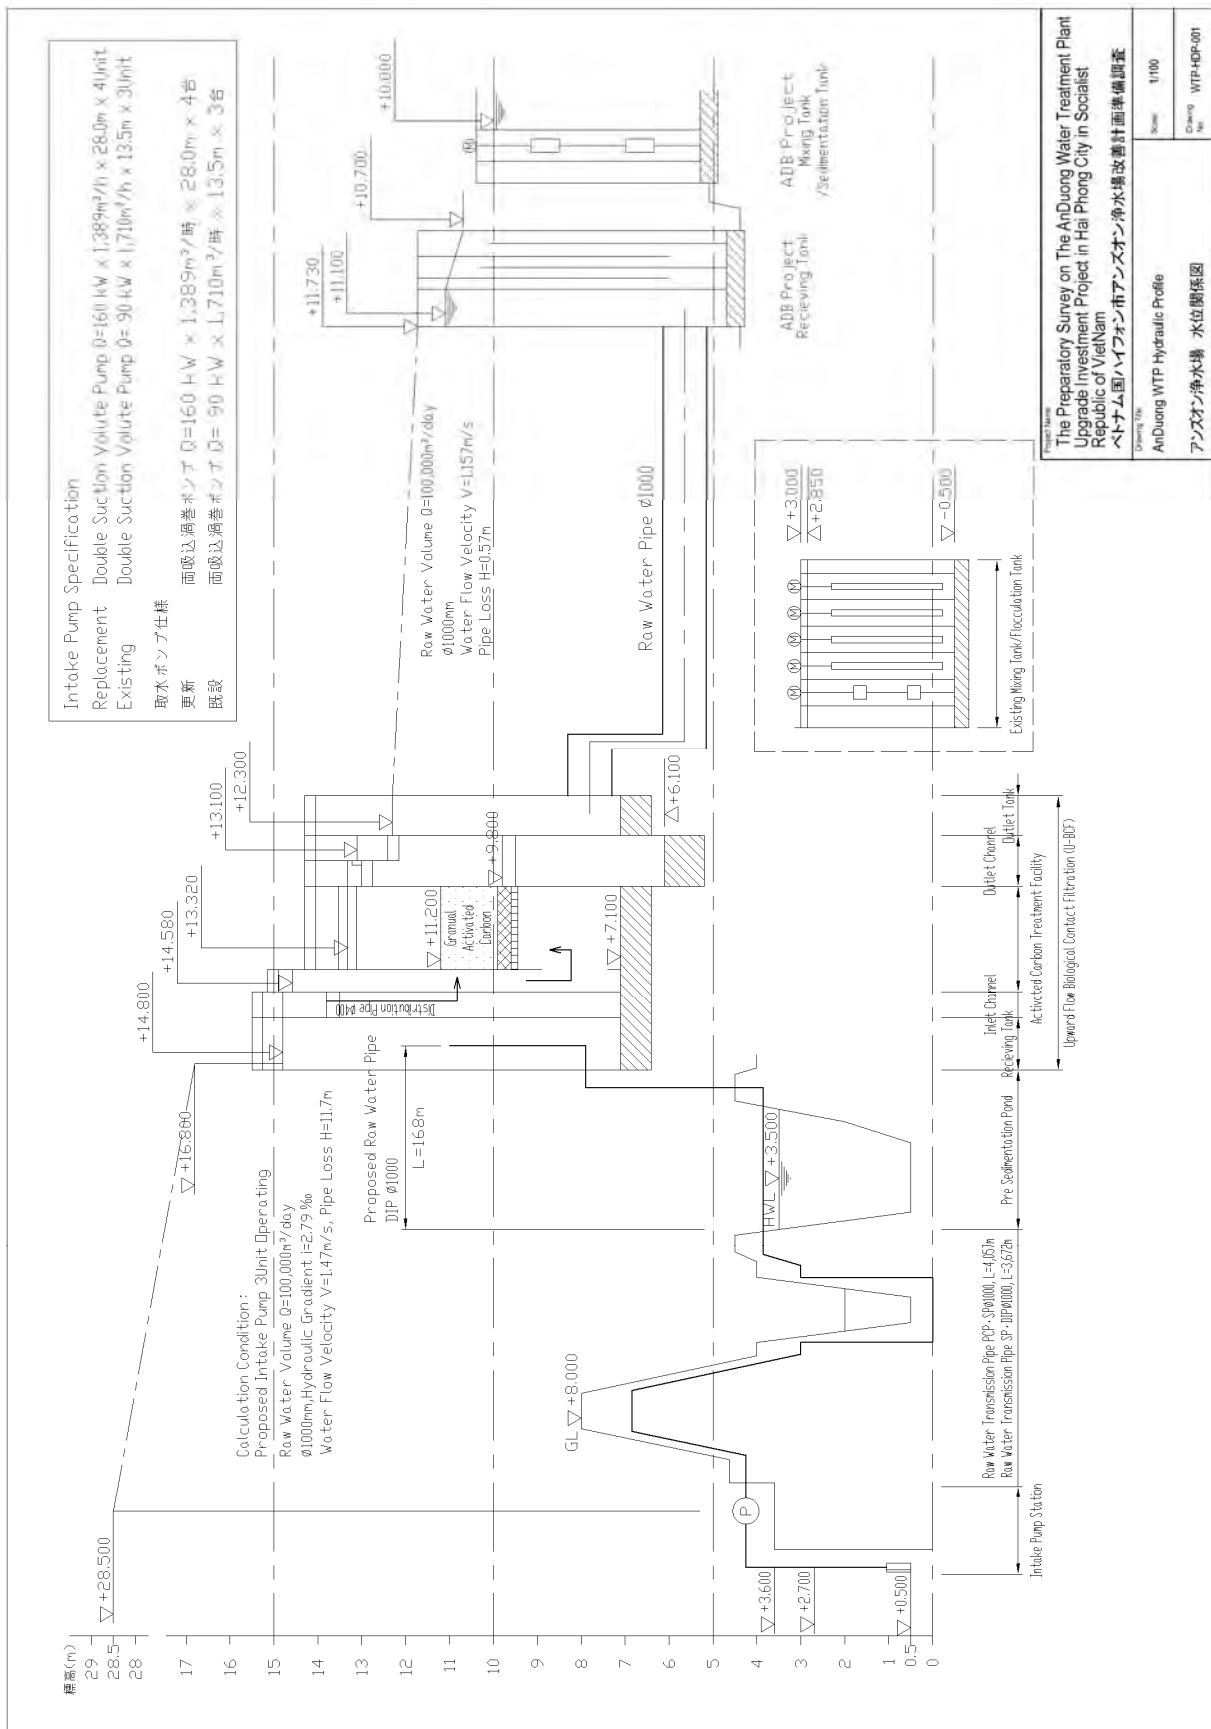 Intake Pump Specification
Replacement Double Suction Volute Pump Q=160 kW x 1,389m³/h x 28.0m x 4Unit
Existing Double Suction Volute Pump Q= 90 kW x 1,710m³/h x 13.5m x 3Unit
取水ポンプ仕様
更新 両吸込渦巻ポンプ Q=160 kW x 1,389m³/時 x 28.0m x 4台
既設 両吸込渦巻ポンプ Q= 90 kW x 1,710m³/時 x 13.5m x 3台
標高(m)
29
28.5
28
17
16
15
14
13
12
11
10
9
8
7
6
5
4
3
2
1
0.5
0
▽+28.500
Calculation Condition:
Proposed Intake Pump 3Unit Operating
Raw Water Volume Q=100,000m³/day
Ø1000mm,Hydraulic Gradient i=2.79 ‰
Water Flow Velocity V=1.47m/s, Pipe Loss H=11.7m
▽+16.800
+14.800
+14.580
+13.320
+13.100
+12.300
Raw Water Volume Q=100,000m³/day
Ø1000mm
Water Flow Velocity V=1.157m/s
Pipe Loss H=0.57m
+11.730
+11.100
+10.700
+10.000
Proposed Raw Water Pipe
DIP Ø1000
L=168m
Distribution Pipe Ø400
+11.200
Granual
Activated
Carbon
+9.800
+7.100
+6.100
Raw Water Pipe Ø1000
ADB Project
Recieving Tank
ADB Project
Mixing Tank
/Sedimentation Tank
M
GL ▽+8.000
P
▽+3.600
▽+2.700
▽+0.500
HWL ▽+3.500
M
M
M
M
M
▽+3.000
△+2.850
▽-0.500
Existing Mixing Tank/Flocculation Tank
Intake Pump Station
Raw Water Transmission Pipe PCP・SPØ1000, L=4,057m
Raw Water Transmission Pipe SP・DIPØ1000, L=3,672m
Pre Sedimentation Pond
Recieving Tank
Inlet Channel
Activcted Carbon Treatment Facility
Outlet Channel
Outlet Tank
Upward Flow Biological Contact Filtration (U-BCF)
Project Name
The Preparatory Survey on The AnDuong Water Treatment Plant
Upgrade Investment Project in Hai Phong City in Socialist
Republic of VietNam
ベトナム国ハイフォン市アンズオン浄水場改善計画準備調査
Drawing Title
AnDuong WTP Hydraulic Profile
アンズオン浄水場 水位関係図
Scale
1/100
Drawing No.
WTP-HDP-001